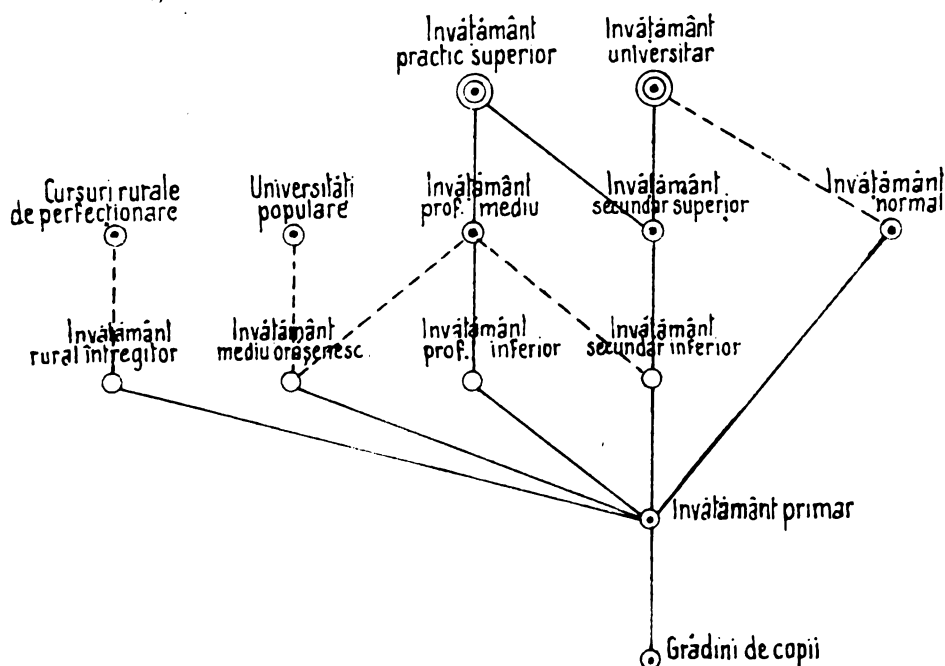 Invățământ
practic superior
Invățământ
universitar
Cursuri rurale
de perfecționare
Universități
populare
Invățământ
prof. mediu
Invățământ
secundar superior
Invățământ
normal
Invățământ
rural întregitor
Invățământ
mediu orășenesc
Invățământ
prof. inferior
Invățământ
secundar inferior
Invățământ primar
Grădini de copii